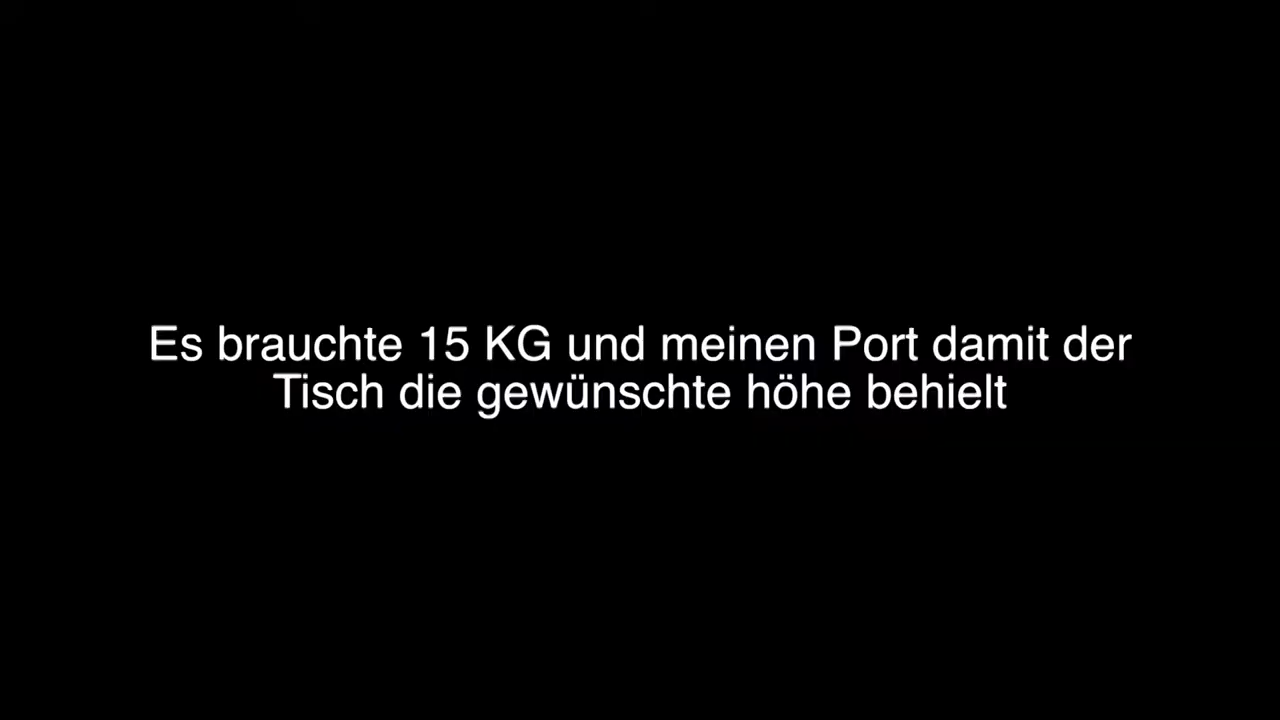 Es brauchte 15 KG und meinen Port damit der
Tisch die gewünschte höhe behielt